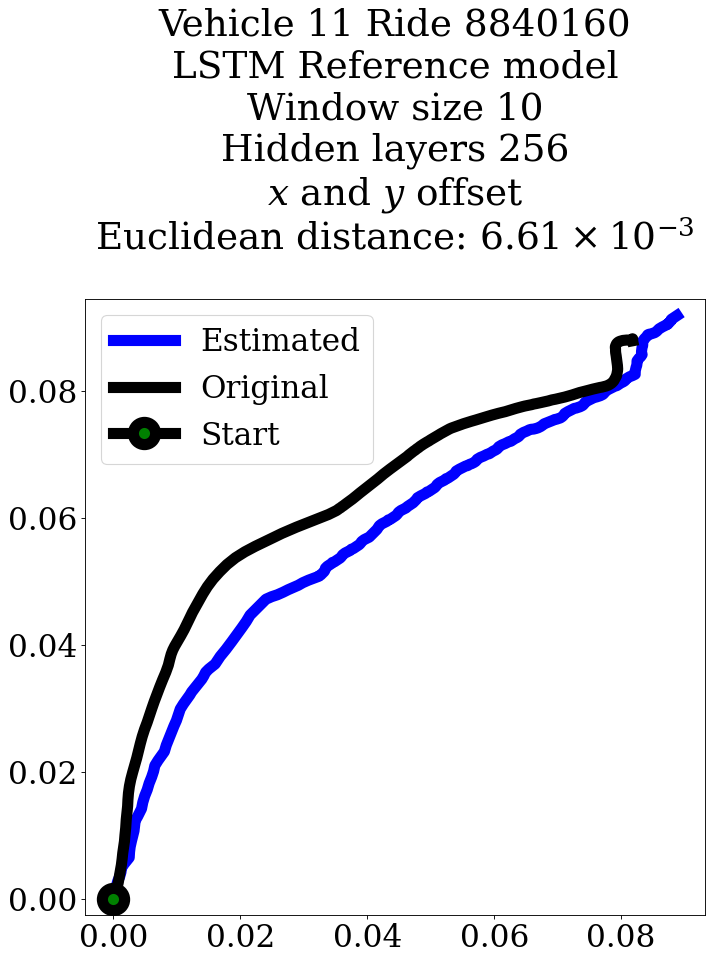 Vehicle 11 Ride 8840160
LSTM Reference model
Window size 10
Hidden layers 256
x and y offset
Euclidean distance: 6.61 × 10⁻³
Estimated
Original
Start
0.08
0.06
0.04
0.02
0.00
0.00 0.02 0.04 0.06 0.08